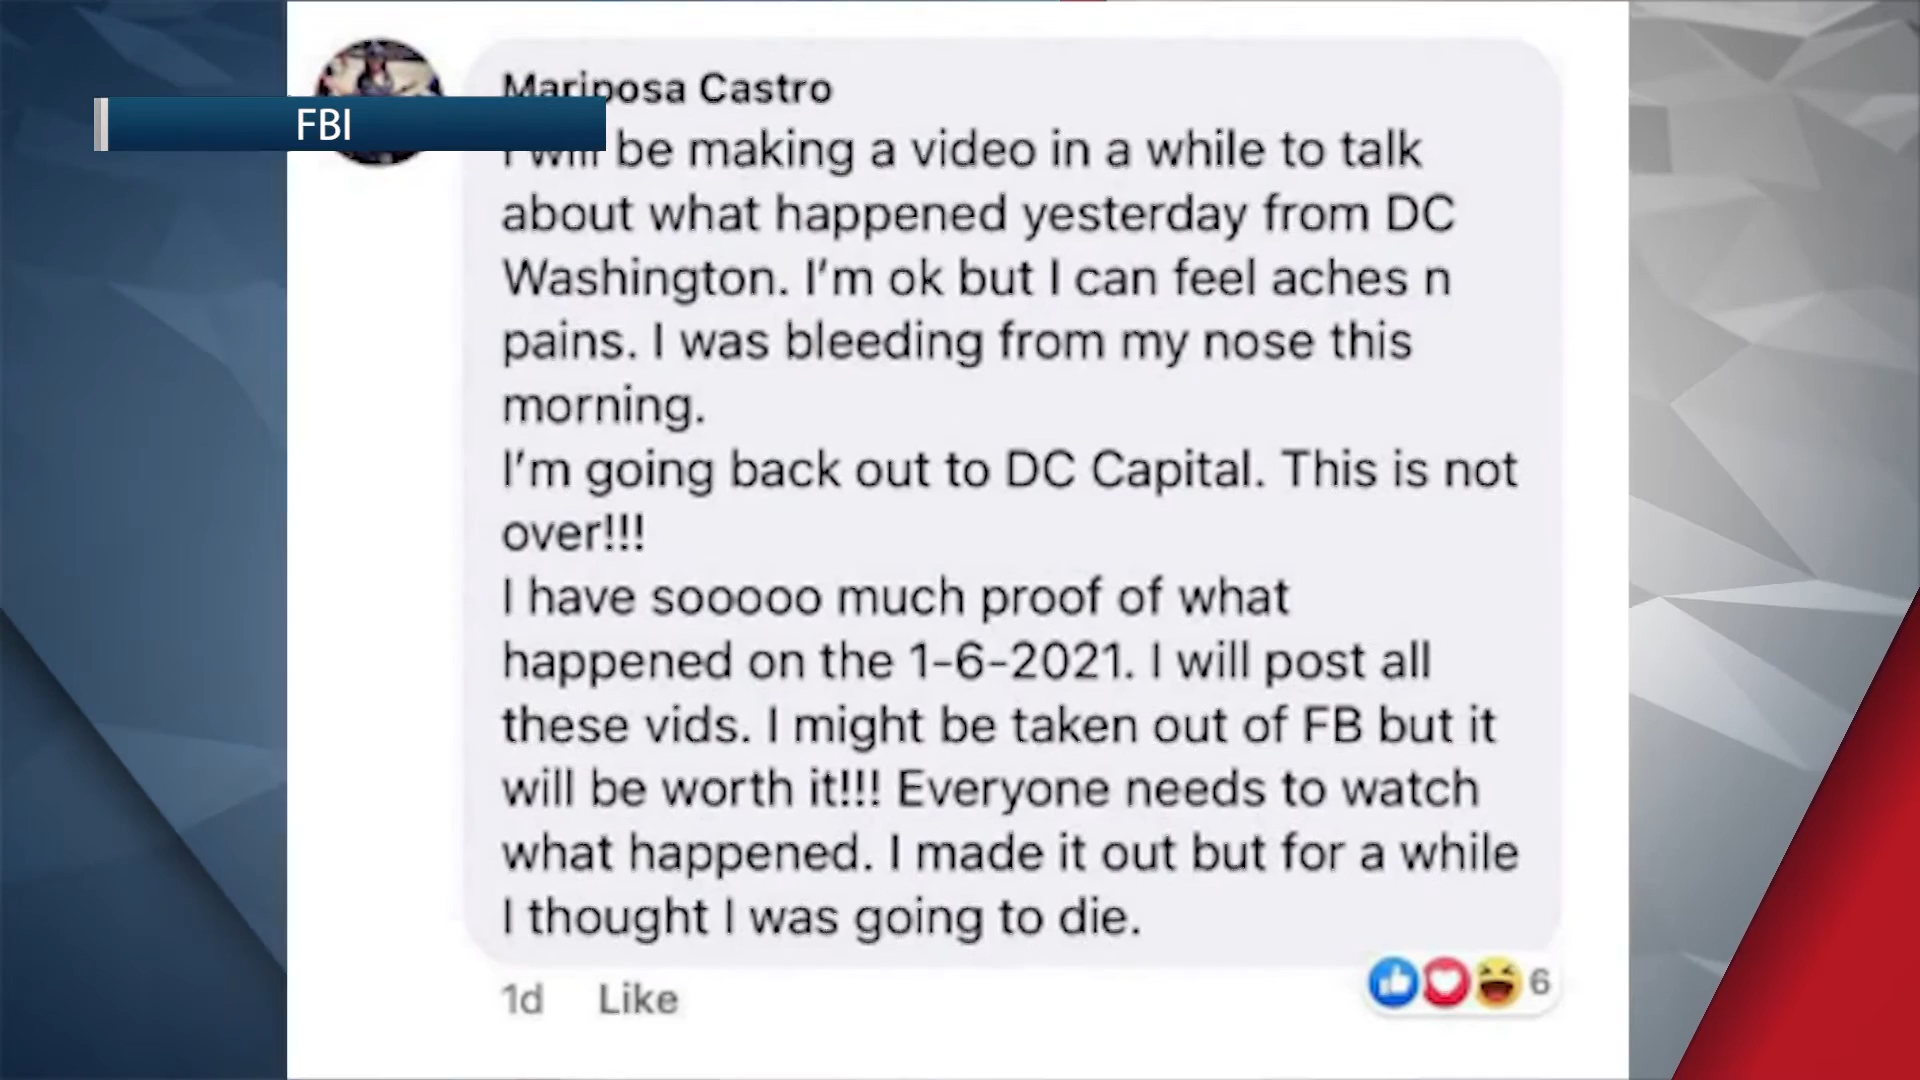 FBI
Mariposa Castro
I will be making a video in a while to talk
about what happened yesterday from DC
Washington. I'm ok but I can feel aches n
pains. I was bleeding from my nose this
morning.
I'm going back out to DC Capital. This is not
over!!!
I have sooooo much proof of what
happened on the 1-6-2021. I will post all
these vids. I might be taken out of FB but it
will be worth it!!! Everyone needs to watch
what happened. I made it out but for a while
I thought I was going to die.
1d Like 6